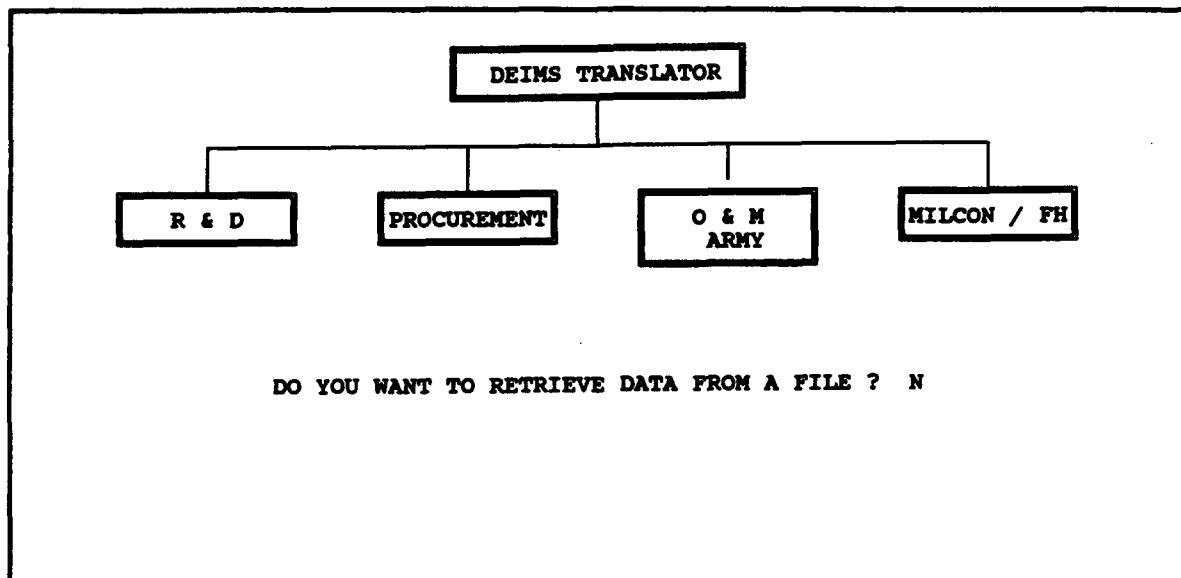 DEIMS TRANSLATOR
R & D
PROCUREMENT
O & M
ARMY
MILCON / FH
DO YOU WANT TO RETRIEVE DATA FROM A FILE ? N